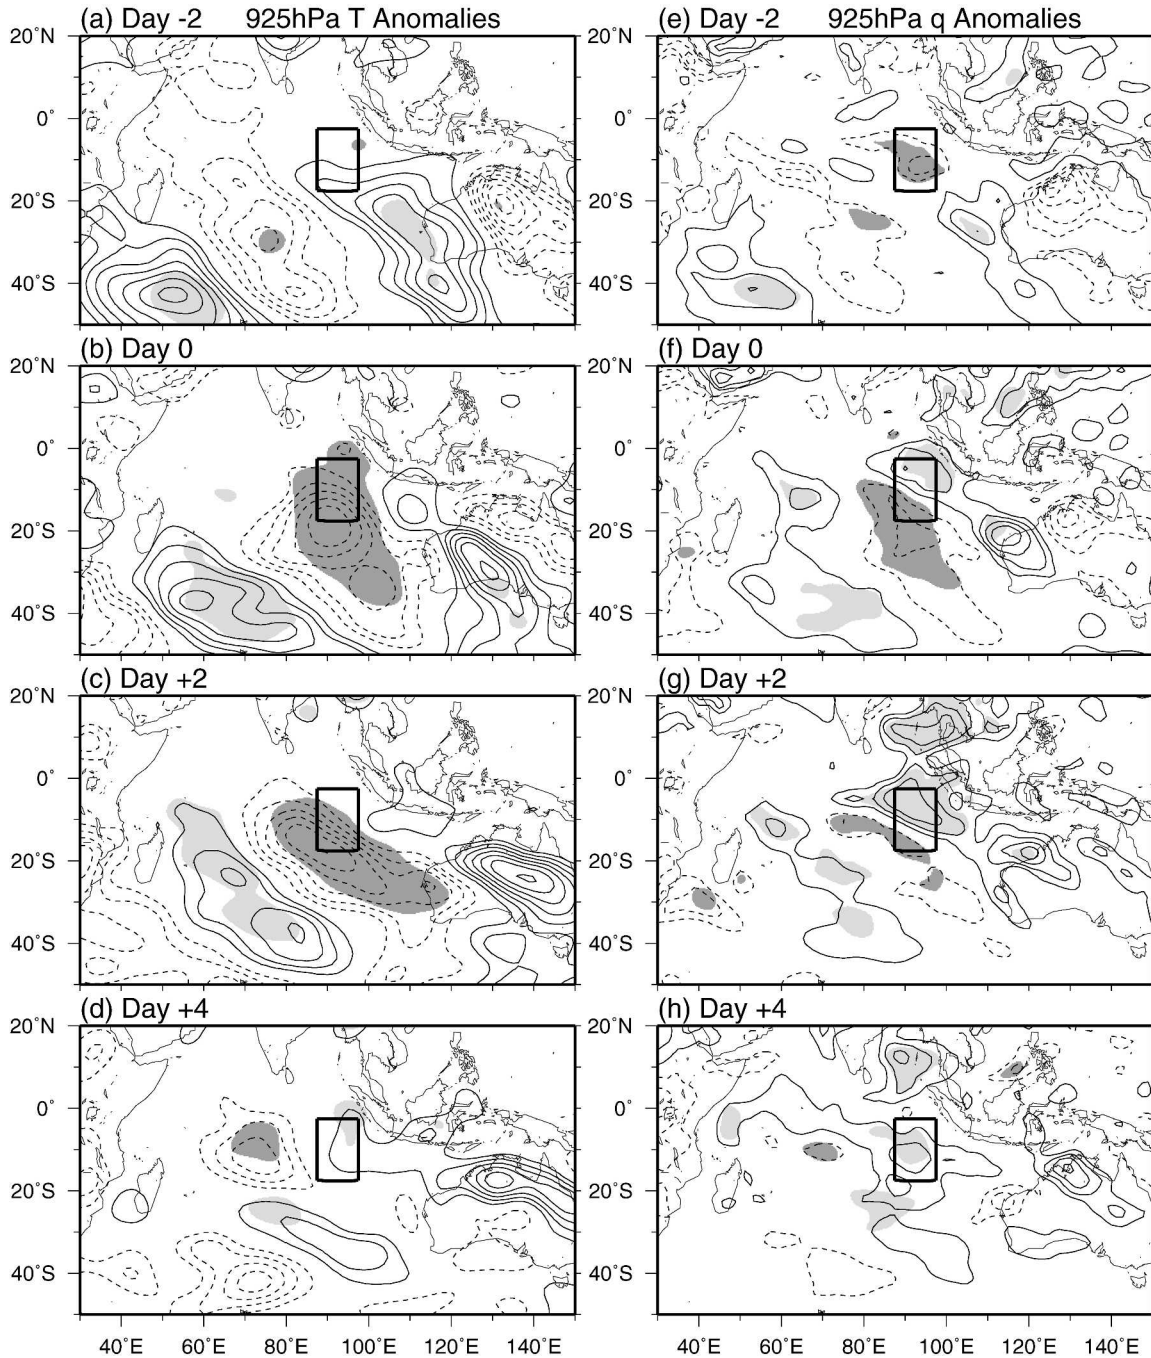 (a) Day -2 925hPa T Anomalies
(e) Day -2 925hPa q Anomalies
20˚N 20˚N
0˚ 0˚
20˚S 20˚S
40˚S 40˚S
(b) Day 0
(f) Day 0
20˚N 20˚N
0˚ 0˚
20˚S 20˚S
40˚S 40˚S
(c) Day +2
(g) Day +2
20˚N 20˚N
0˚ 0˚
20˚S 20˚S
40˚S 40˚S
(d) Day +4
(h) Day +4
20˚N 20˚N
0˚ 0˚
20˚S 20˚S
40˚S 40˚S
40˚E 60˚E 80˚E 100˚E 120˚E 140˚E
40˚E 60˚E 80˚E 100˚E 120˚E 140˚E